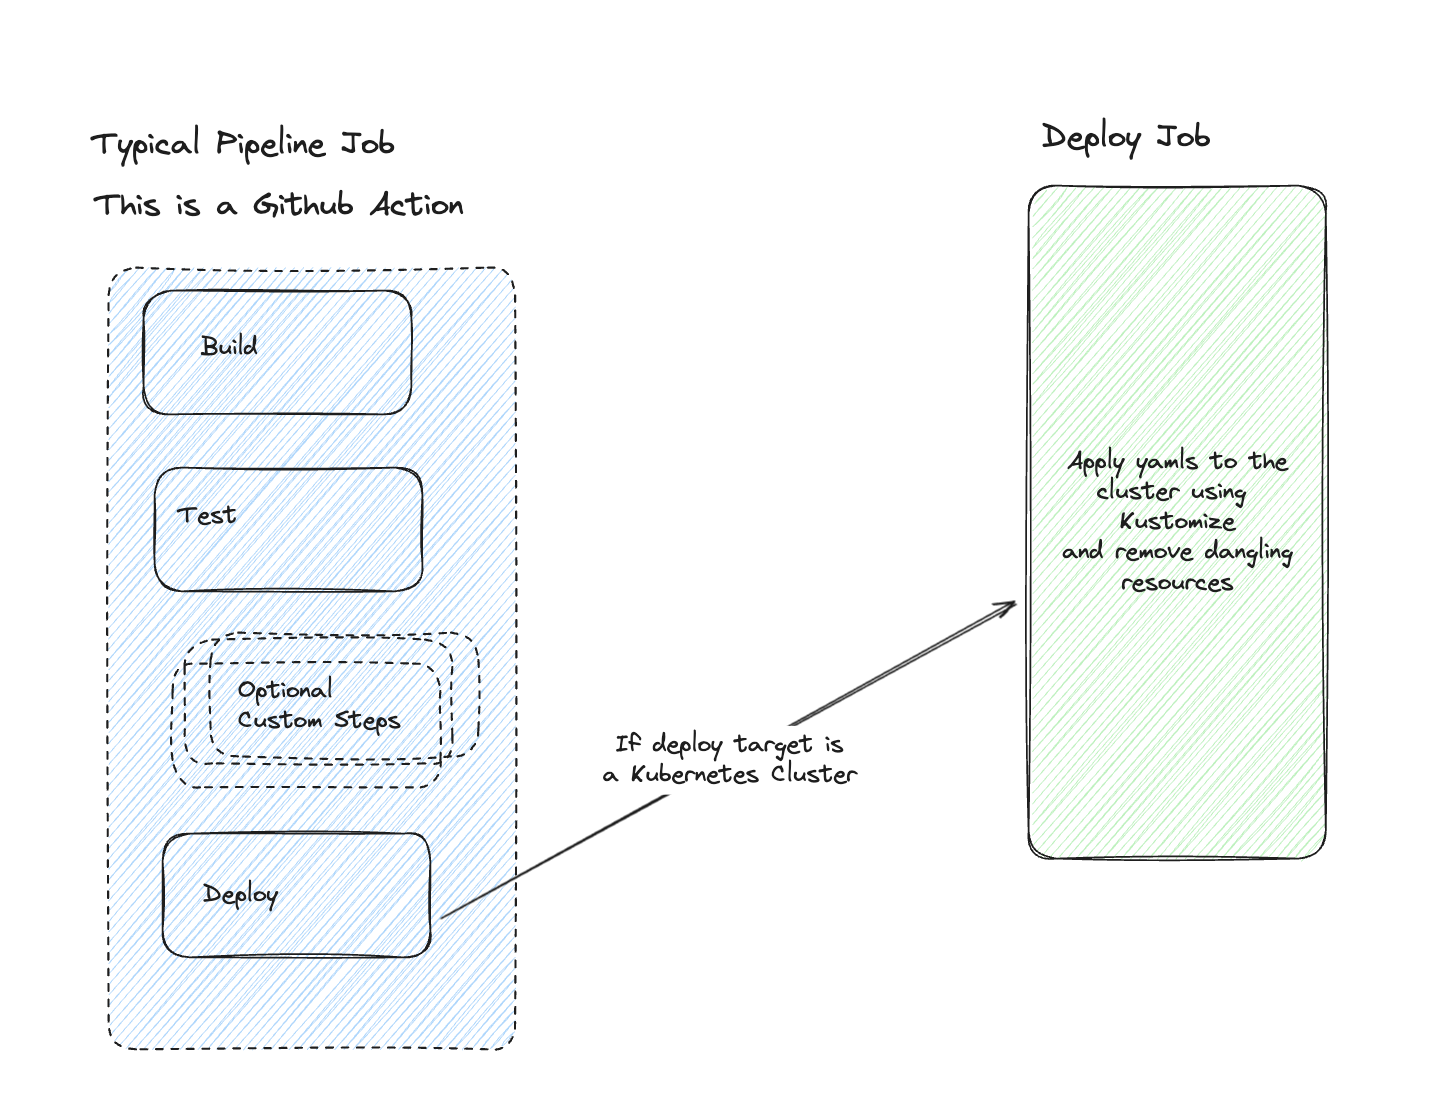 Typical Pipeline Job
This is a Github Action
Build
Test
Optional
Custom Steps
Deploy
If deploy target is
a Kubernetes Cluster
Deploy Job
Apply yamls to the
cluster using
Kustomize
and remove dangling
resources